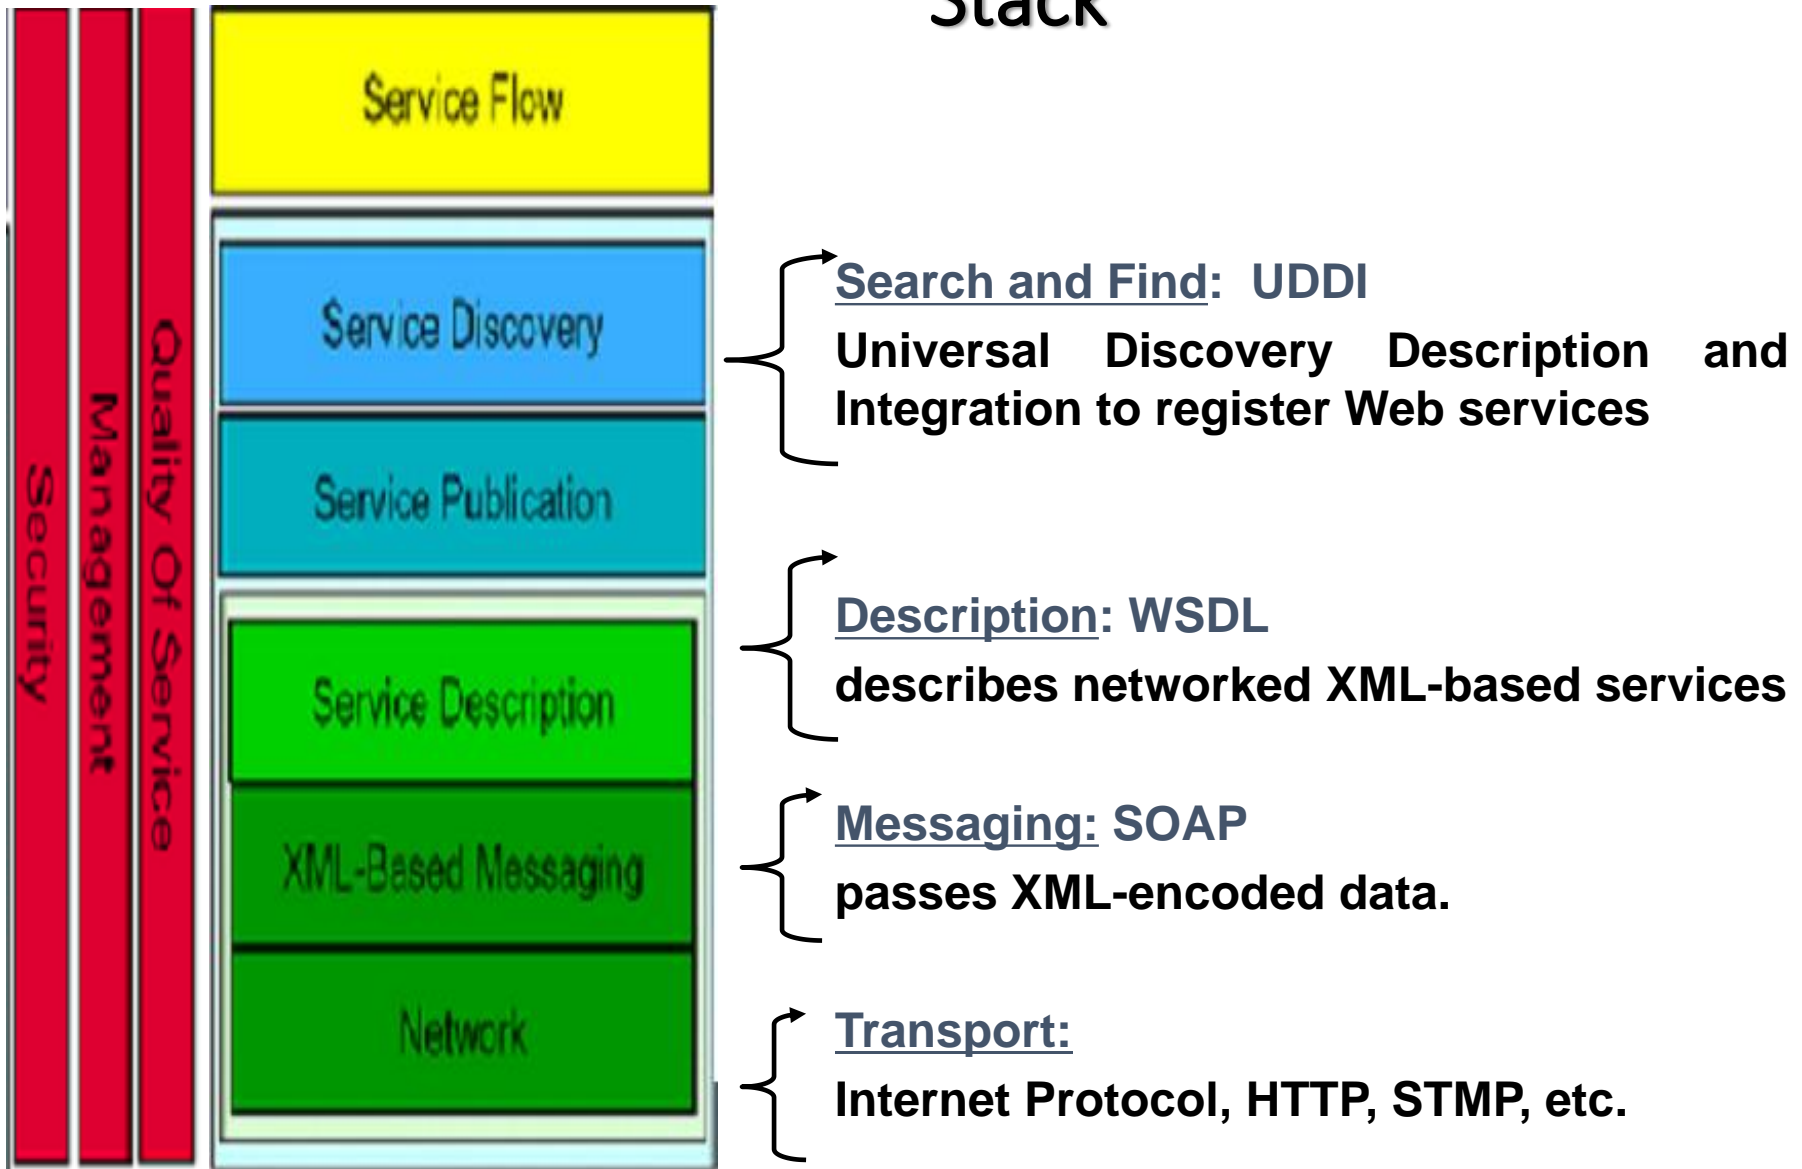 Stack
Service Flow
Service Discovery
Service Publication
Service Description
XML-Based Messaging
Network
Security
Management
Quality Of Service
Search and Find: UDDI
Universal Discovery Description and
Integration to register Web services
Description: WSDL
describes networked XML-based services
Messaging: SOAP
passes XML-encoded data.
Transport:
Internet Protocol, HTTP, STMP, etc.